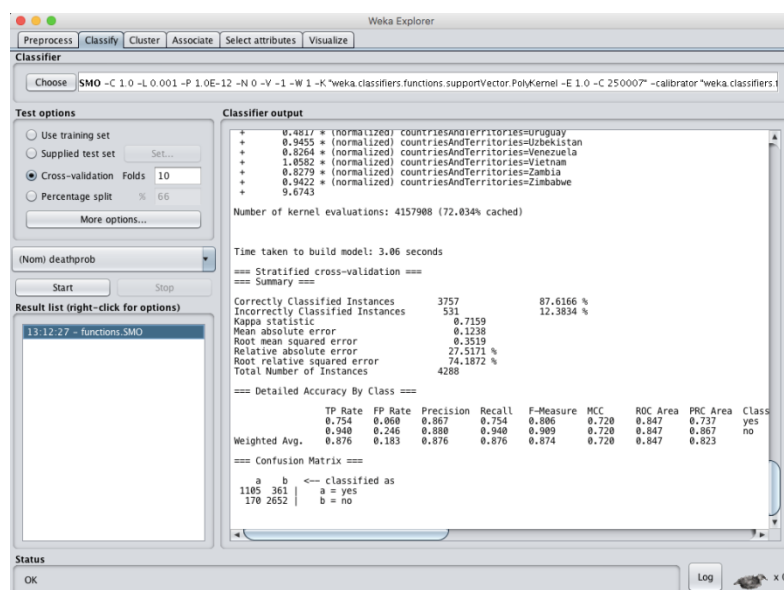 Weka Explorer
Preprocess Classify Cluster Associate Select attributes Visualize
Classifier
Choose SMO -C 1.0 -L 0.001 -P 1.0E-12 -N 0 -V -1 -W 1 -K "weka.classifiers.functions.supportVector.PolyKernel -E 1.0 -C 250007" -calibrator "weka.classifiers.f
Test options
Use training set
Supplied test set Set...
Cross-validation Folds 10
Percentage split % 66
More options...
(Nom) deathprob
Start Stop
Result list (right-click for options)
13:12:27 - functions.SMO
Classifier output
+ 0.4817 * (normalized) countriesAndTerritories=Uruguay
+ 0.9455 * (normalized) countriesAndTerritories=Uzbekistan
+ 0.8264 * (normalized) countriesAndTerritories=Venezuela
+ 1.0582 * (normalized) countriesAndTerritories=Vietnam
+ 0.8279 * (normalized) countriesAndTerritories=Zambia
+ 0.9422 * (normalized) countriesAndTerritories=Zimbabwe
+ 9.6743
Number of kernel evaluations: 4157908 (72.034% cached)
Time taken to build model: 3.06 seconds
=== Stratified cross-validation ===
=== Summary ===
Correctly Classified Instances 3757 87.6166 %
Incorrectly Classified Instances 531 12.3834 %
Kappa statistic 0.7159
Mean absolute error 0.1238
Root mean squared error 0.3519
Relative absolute error 27.5171 %
Root relative squared error 74.1872 %
Total Number of Instances 4288
=== Detailed Accuracy By Class ===
TP Rate FP Rate Precision Recall F-Measure MCC ROC Area PRC Area Class
0.754 0.060 0.867 0.754 0.806 0.720 0.847 0.737 yes
0.940 0.246 0.880 0.940 0.909 0.720 0.847 0.867 no
Weighted Avg. 0.876 0.183 0.876 0.876 0.874 0.720 0.847 0.823
=== Confusion Matrix ===
a b <-- classified as
1105 361 | a = yes
170 2652 | b = no
Status
OK
Log
x 0